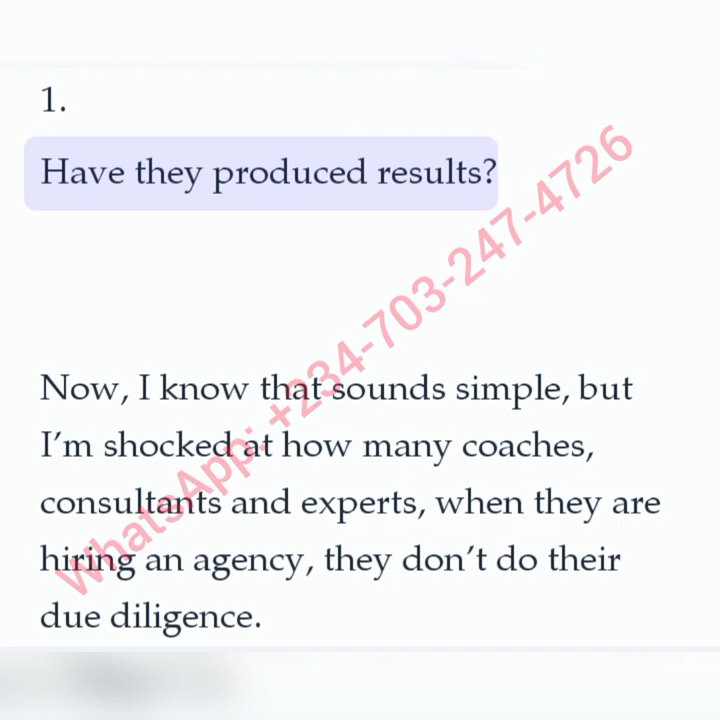 1.
Have they produced results?
Now, I know that sounds simple, but
I’m shocked at how many coaches,
consultants and experts, when they are
hiring an agency, they don’t do their
due diligence.
WhatsApp: +234-703-247-4726